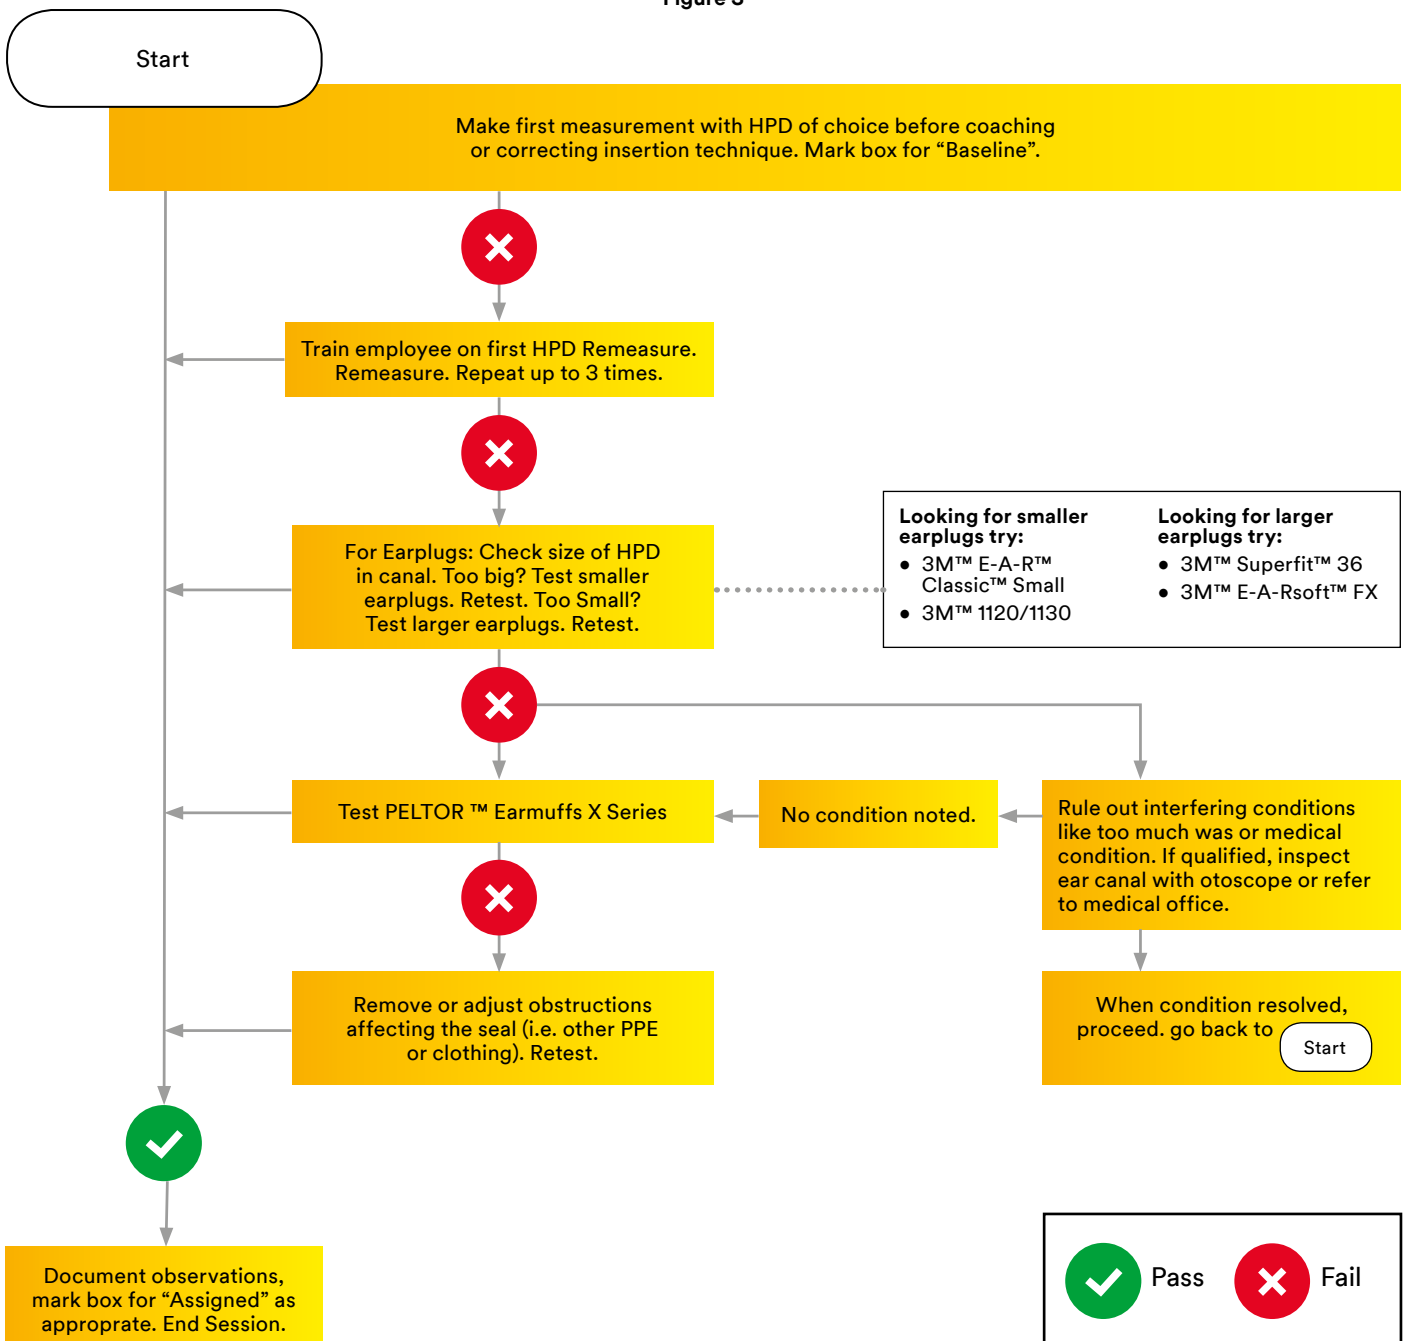 Start
Make first measurement with HPD of choice before coaching
or correcting insertion technique. Mark box for “Baseline”.
Train employee on first HPD Remeasure.
Remeasure. Repeat up to 3 times.
For Earplugs: Check size of HPD
in canal. Too big? Test smaller
earplugs. Retest. Too Small?
Test larger earplugs. Retest.
Looking for smaller
earplugs try:
● 3M™ E-A-R™
Classic™ Small
● 3M™ 1120/1130
Looking for larger
earplugs try:
● 3M™ Superfit™ 36
● 3M™ E-A-Rsoft™ FX
Test PELTOR ™ Earmuffs X Series
No condition noted.
Rule out interfering conditions
like too much was or medical
condition. If qualified, inspect
ear canal with otoscope or refer
to medical office.
Remove or adjust obstructions
affecting the seal (i.e. other PPE
or clothing). Retest.
When condition resolved,
proceed. go back to
Start
Document observations,
mark box for “Assigned” as
approprate. End Session.
Pass
Fail